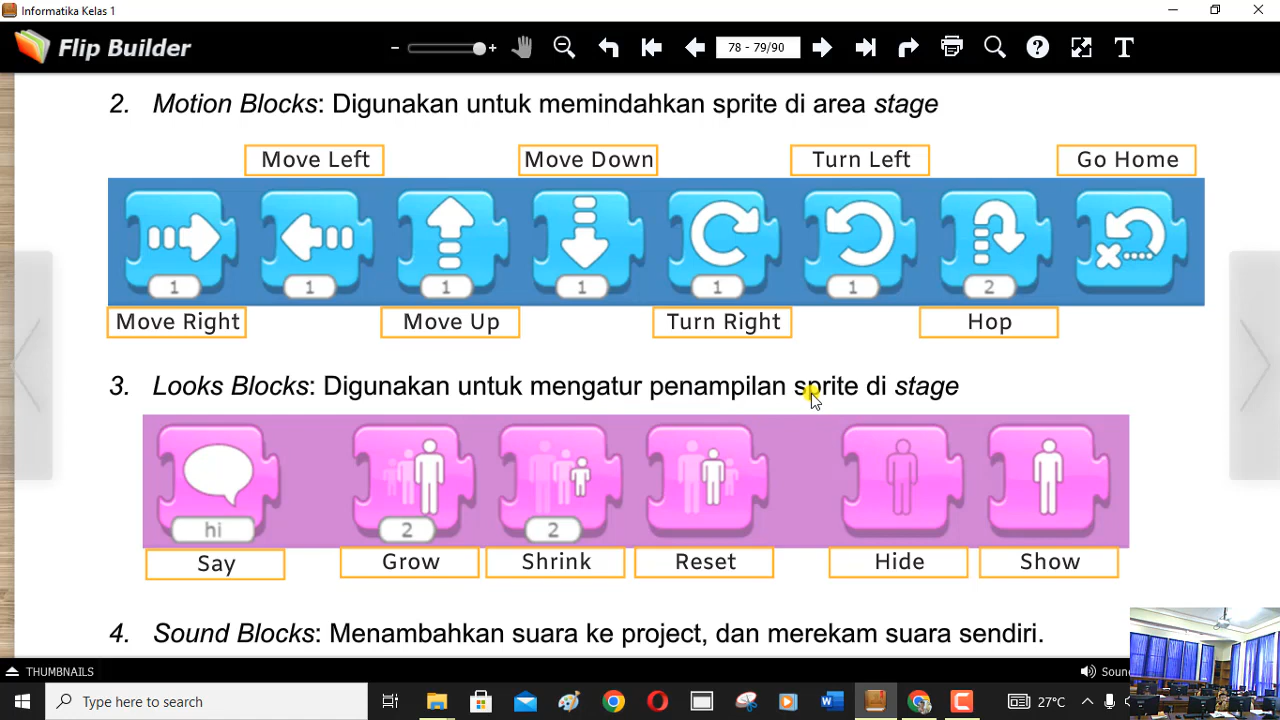 Informatika Kelas 1
Flip Builder
78 - 79/90
2. Motion Blocks: Digunakan untuk memindahkan sprite di area stage
Move Left
Move Down
Turn Left
Go Home
1
1
1
1
1
1
2
Move Right
Move Up
Turn Right
Hop
3. Looks Blocks: Digunakan untuk mengatur penampilan sprite di stage
hi
2
2
Say
Grow
Shrink
Reset
Hide
Show
4. Sound Blocks: Menambahkan suara ke project, dan merekam suara sendiri.
THUMBNAILS
Type here to search
27°C